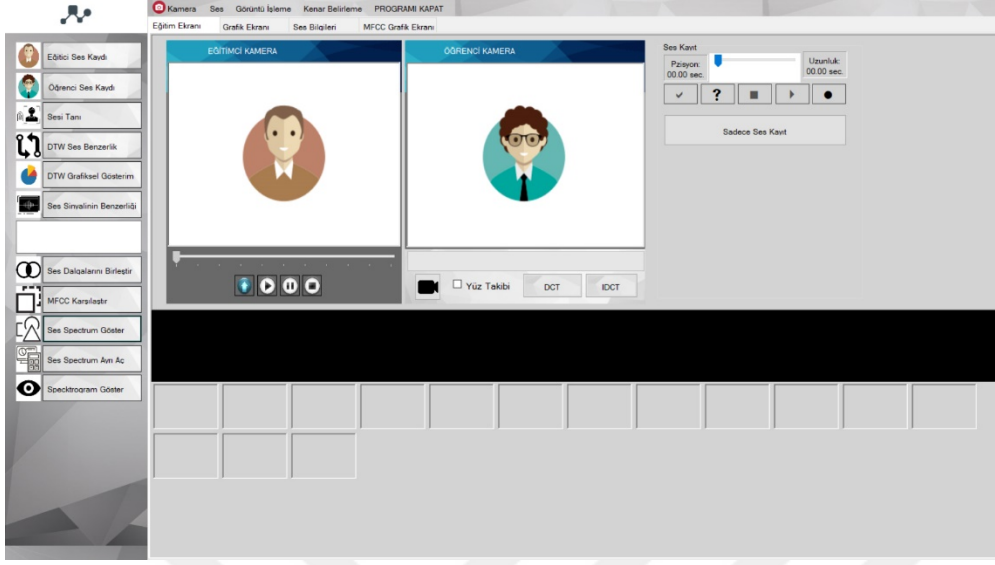 Kamera Ses Görüntü İşleme Kenar Belirleme PROGRAMI KAPAT
Eğitim Ekranı Grafik Ekranı Ses Bilgileri MFCC Grafik Ekranı
Eğitici Ses Kaydı
Öğrenci Ses Kaydı
Sesi Tanı
DTW Ses Benzerlik
DTW Grafiksel Gösterim
Ses Sinyalinin Benzerliği
Ses Dalgalarını Birleştir
MFCC Karşılaştır
Ses Spectrum Göster
Ses Spectrum Ayrı Aç
Specktrogram Göster
EĞİTİMCİ KAMERA
ÖĞRENCİ KAMERA
Yüz Takibi
DCT
IDCT
Ses Kayıt
Pzisyon:
00.00 sec.
Uzunluk:
00.00 sec.
?
Sadece Ses Kayıt